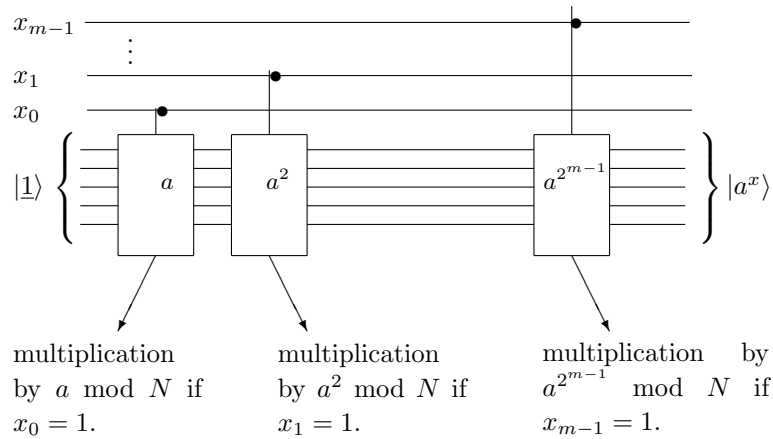 x_{m−1}
⋮
x_1
x_0
|1⟩ { a a^2 a^{2^{m−1}} } |a^x⟩
multiplication by a mod N if x_0 = 1.
multiplication by a^2 mod N if x_1 = 1.
multiplication by a^{2^{m−1}} mod N if x_{m−1} = 1.